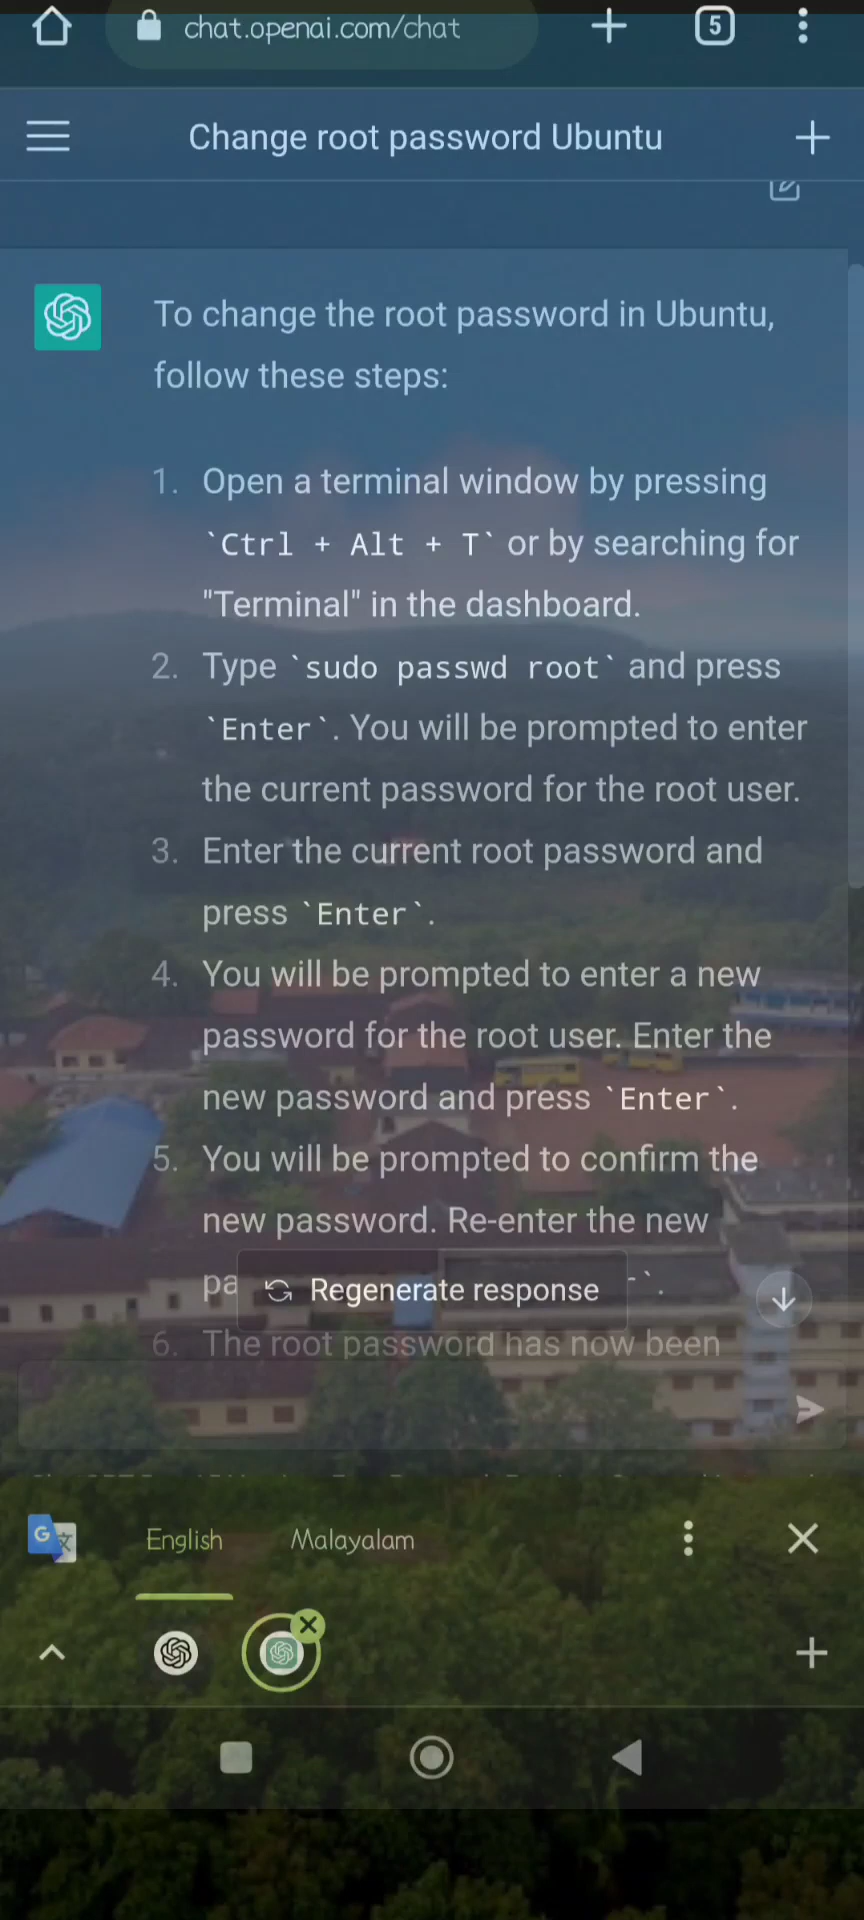 chat.openai.com/chat
5
Change root password Ubuntu
To change the root password in Ubuntu,
follow these steps:
1. Open a terminal window by pressing
`Ctrl + Alt + T` or by searching for
"Terminal" in the dashboard.
2. Type `sudo passwd root` and press
`Enter`. You will be prompted to enter
the current password for the root user.
3. Enter the current root password and
press `Enter`.
4. You will be prompted to enter a new
password for the root user. Enter the
new password and press `Enter`.
5. You will be prompted to confirm the
new password. Re-enter the new
Regenerate response
6. The root password has now been
G
English Malayalam